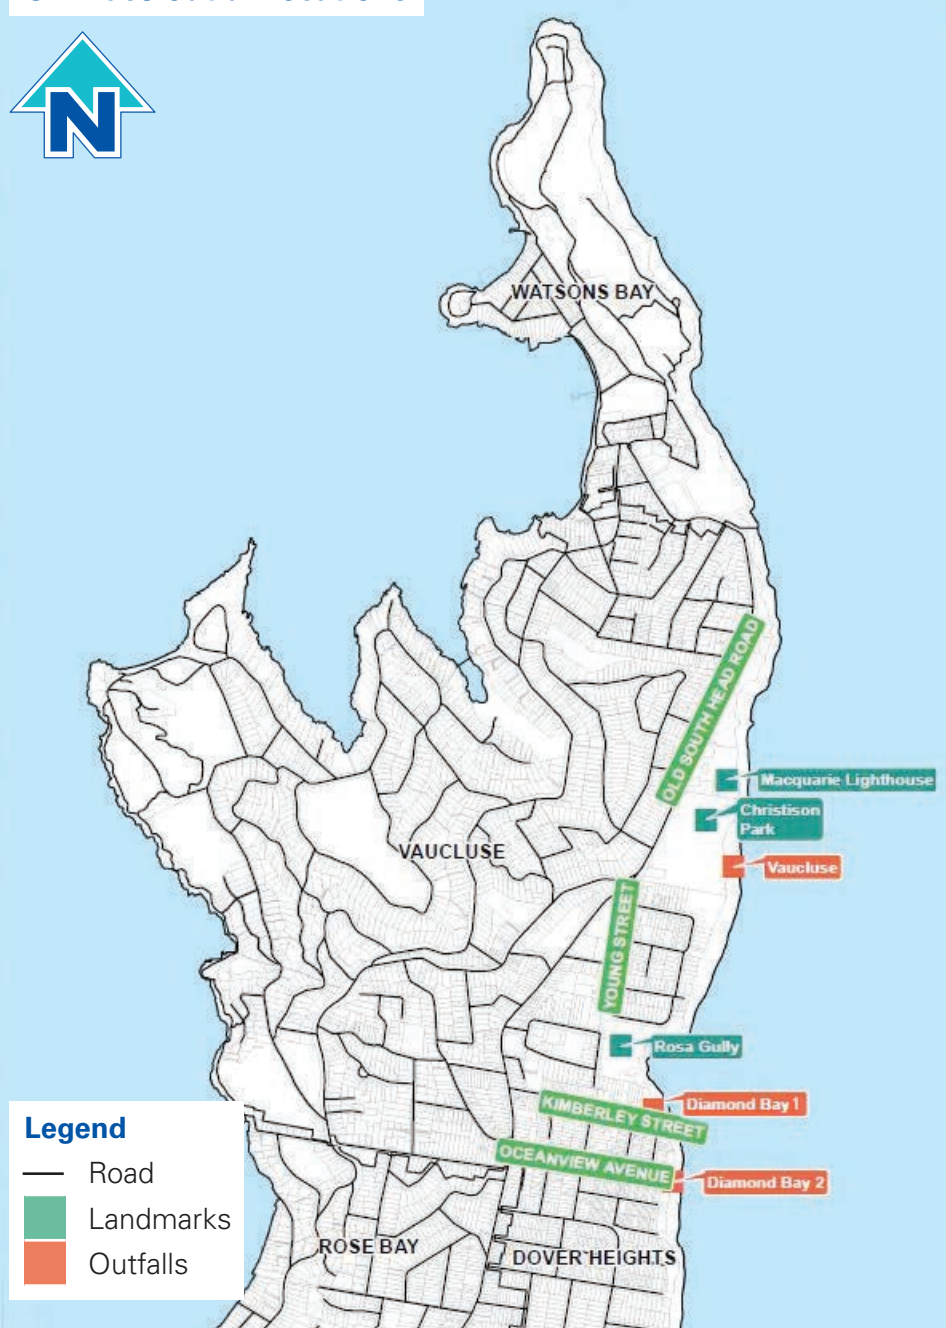 N
WATSONS BAY
OLD SOUTH HEAD ROAD
Macquarie Lighthouse
Christison
Park
VAUCLUSE
Vaucluse
YOUNG STREET
Rosa Gully
Diamond Bay 1
KIMBERLEY STREET
OCEANVIEW AVENUE
Diamond Bay 2
ROSE BAY
DOVER HEIGHTS
Legend
Road
Landmarks
Outfalls